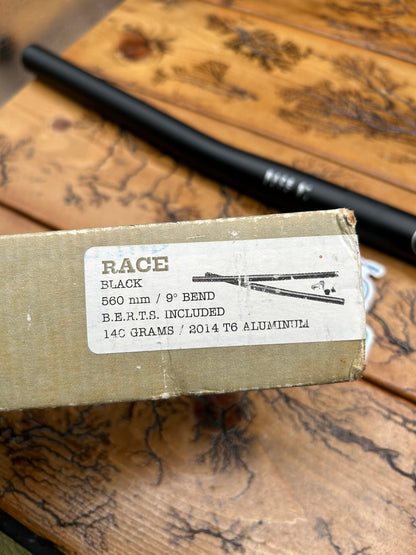 RACE
BLACK
560 mm / 9° BEND
B.E.R.T.S. INCLUDED
140 GRAMS / 2014 T6 ALUMINUM